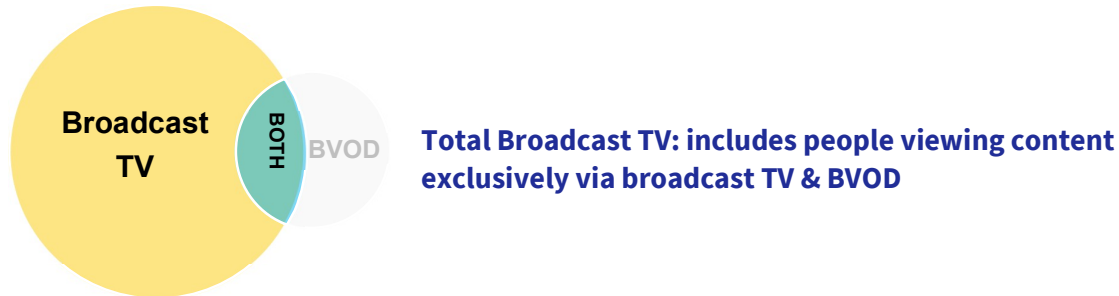 Broadcast
TV
BOTH
BVOD
Total Broadcast TV: includes people viewing content
exclusively via broadcast TV & BVOD